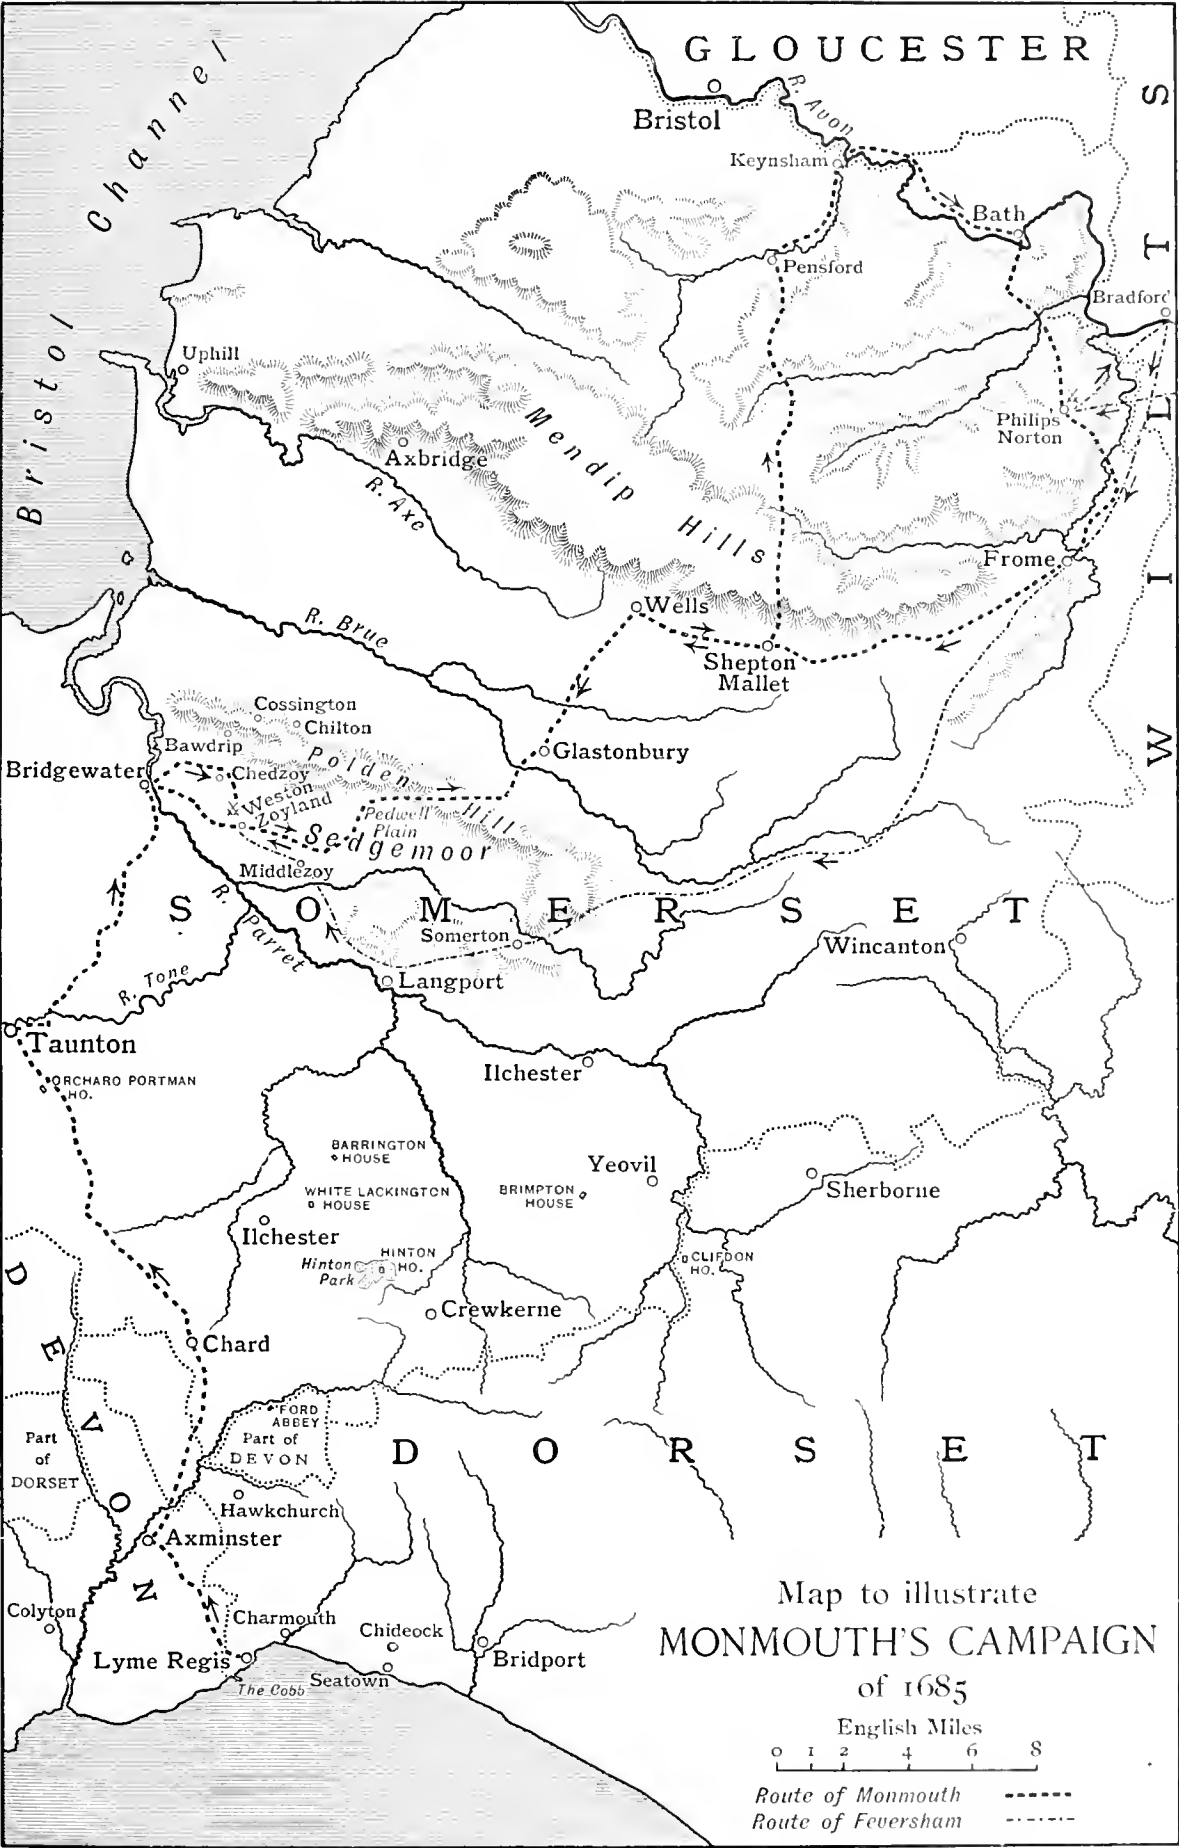 GLOUCESTER
Bristol Channel
WILTS
R. Avon
Bristol
Keynsham
Bath
Pensford
Bradford
Uphill
Philips
Norton
Mendip Hills
Axbridge
R. Axe
Frome
Wells
R. Brue
Shepton
Mallet
Cossington
Chilton
Bawdrip
Glastonbury
Polden Hill
Bridgewater
Chedzoy
Weston
Zoyland
Pedwell
Plain
Sedgemoor
Middlezoy
SOMERSET
R. Parret
Somerton
Wincanton
R. Tone
Langport
Taunton
Ilchester
ORCHARD PORTMAN
HO.
BARRINGTON
HOUSE
Yeovil
WHITE LACKINGTON
HOUSE
BRIMPTON
HOUSE
Sherborne
Ilchester
HINTON
HO.
Hinton
Park
CLIFDON
HO.
DEVON
Crewkerne
Chard
FORD
ABBEY
Part of
DEVON
Part
of
DORSET
DORSET
Hawkchurch
Axminster
Colyton
Charmouth
Chideock
Lyme Regis
Bridport
The Cobb
Seatown
Map to illustrate
MONMOUTH'S CAMPAIGN
of 1685
English Miles
0 1 2 4 6 8
Route of Monmouth
Route of Feversham